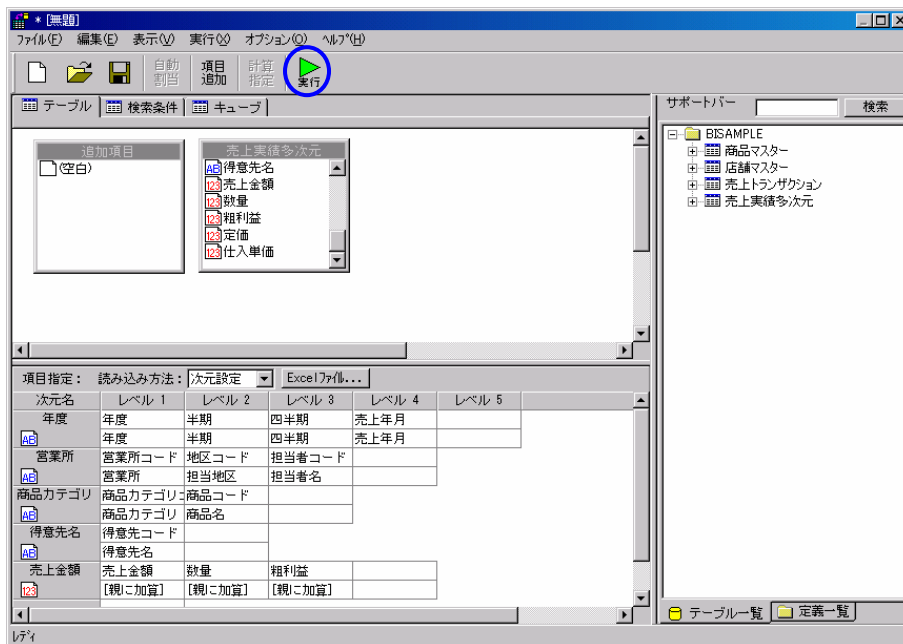 * [無題]
ファイル(F) 編集(E) 表示(V) 実行(X) オプション(O) ヘルプ(H)
自動割当 項目追加 計算指定 実行
テーブル 検索条件 キューブ
サポートバー 検索
追加項目
(空白)
売上実績多次元
AB 得意先名
123 売上金額
123 数量
123 粗利益
123 定価
123 仕入単価
BISAMPLE
商品マスター
店舗マスター
売上トランザクション
売上実績多次元
項目指定： 読み込み方法： 次元設定 Excelファイル...
次元名 レベル 1 レベル 2 レベル 3 レベル 4 レベル 5
年度 年度 半期 四半期 売上年月
AB 年度 半期 四半期 売上年月
営業所 営業所コード 地区コード 担当者コード
AB 営業所 担当地区 担当者名
商品カテゴリ 商品カテゴリコ 商品コード
AB 商品カテゴリ 商品名
得意先名 得意先コード
AB 得意先名
売上金額 売上金額 数量 粗利益
123 [親に加算] [親に加算] [親に加算]
テーブル一覧 定義一覧
レディ